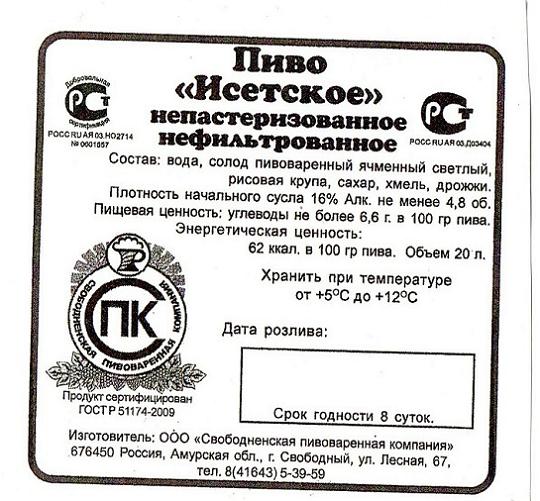 Пиво
«Исетское»
непастеризованное
нефильтрованное
Добровольная
РСТ
сертификация
РОСС RU АЯ 03.НО2714
№ 0001557
РСТ
РОСС RU АЯ 03.Д03404
Состав: вода, солод пивоваренный ячменный светлый,
рисовая крупа, сахар, хмель, дрожжи.
Плотность начального сусла 16% Алк. не менее 4,8 об.
Пищевая ценность: углеводы не более 6,6 г. в 100 гр пива.
Энергетическая ценность:
62 ккал. в 100 гр пива. Объем 20 л.
Хранить при температуре
от +5°С до +12°С
СВОБОДНЕНСКАЯ ПИВОВАРЕННАЯ КОМПАНИЯ
СПК
Дата розлива:
Срок годности 8 суток.
Продукт сертифицирован
ГОСТ Р 51174-2009
Изготовитель: ООО «Свободненская пивоваренная компания»
676450 Россия, Амурская обл., г. Свободный, ул. Лесная, 67,
тел. 8(41643) 5-39-59